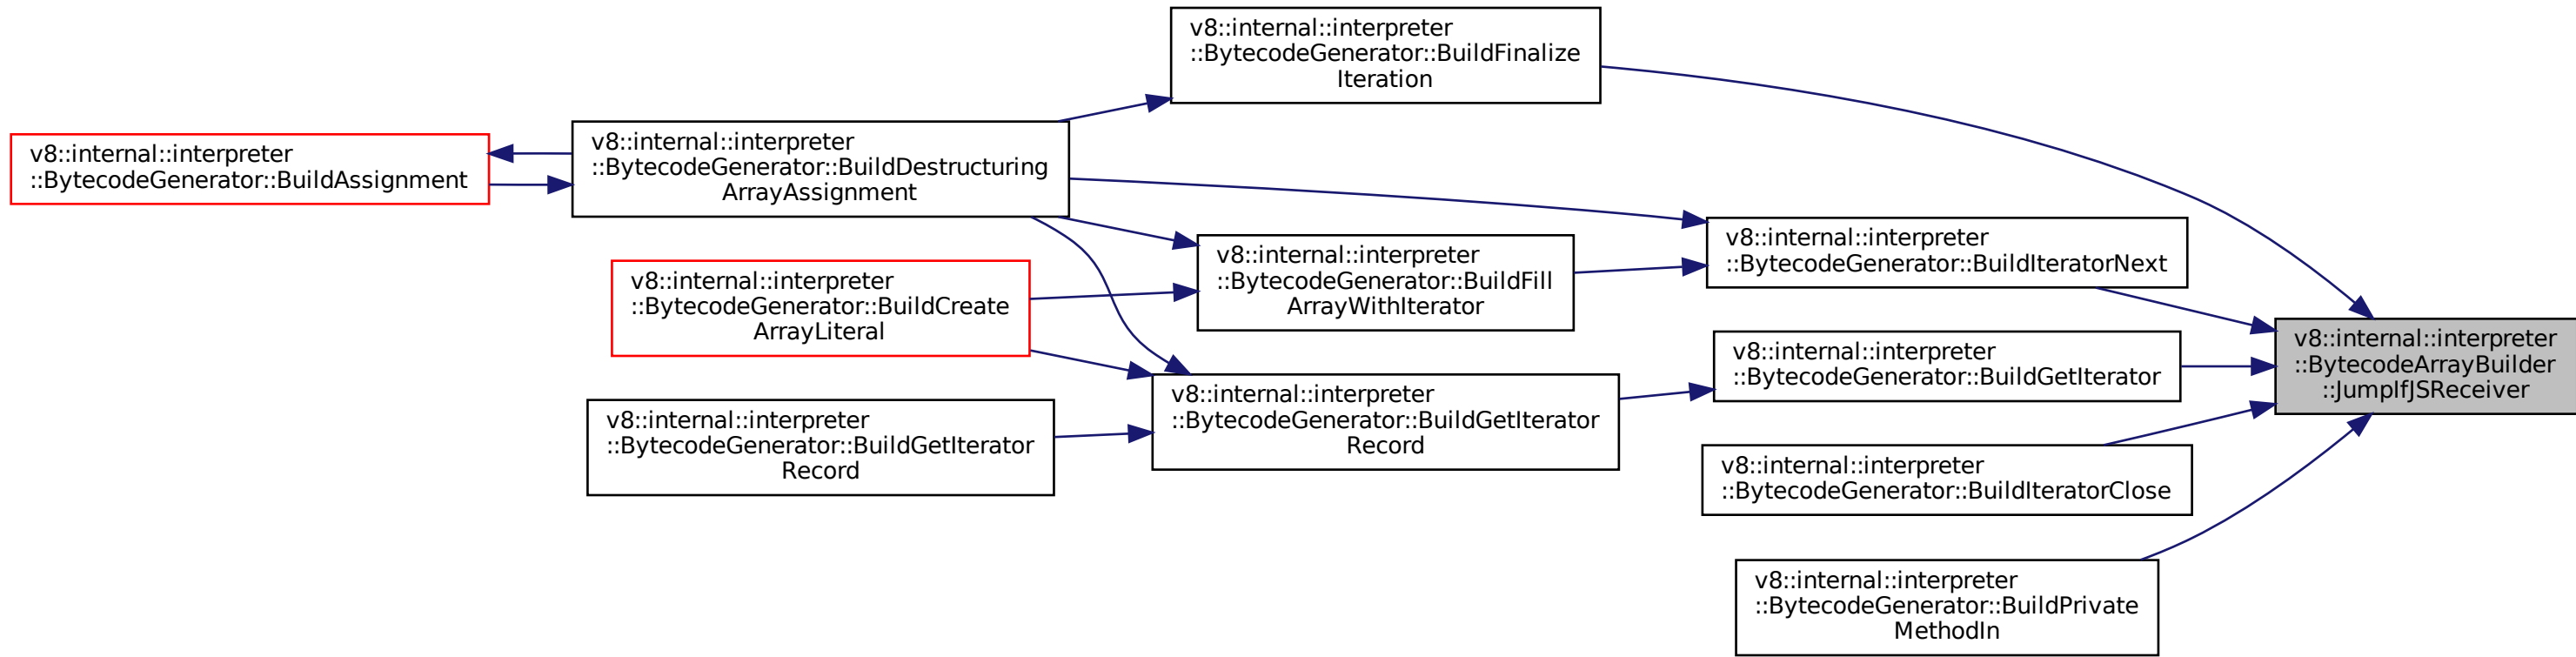 v8::internal::interpreter
::BytecodeGenerator::BuildFinalize
Iteration
v8::internal::interpreter
::BytecodeGenerator::BuildAssignment
v8::internal::interpreter
::BytecodeGenerator::BuildDestructuring
ArrayAssignment
v8::internal::interpreter
::BytecodeGenerator::BuildCreate
ArrayLiteral
v8::internal::interpreter
::BytecodeGenerator::BuildFill
ArrayWithIterator
v8::internal::interpreter
::BytecodeGenerator::BuildIteratorNext
v8::internal::interpreter
::BytecodeGenerator::BuildGetIterator
Record
v8::internal::interpreter
::BytecodeGenerator::BuildGetIterator
Record
v8::internal::interpreter
::BytecodeGenerator::BuildGetIterator
v8::internal::interpreter
::BytecodeArrayBuilder
::JumpIfJSReceiver
v8::internal::interpreter
::BytecodeGenerator::BuildIteratorClose
v8::internal::interpreter
::BytecodeGenerator::BuildPrivate
MethodIn